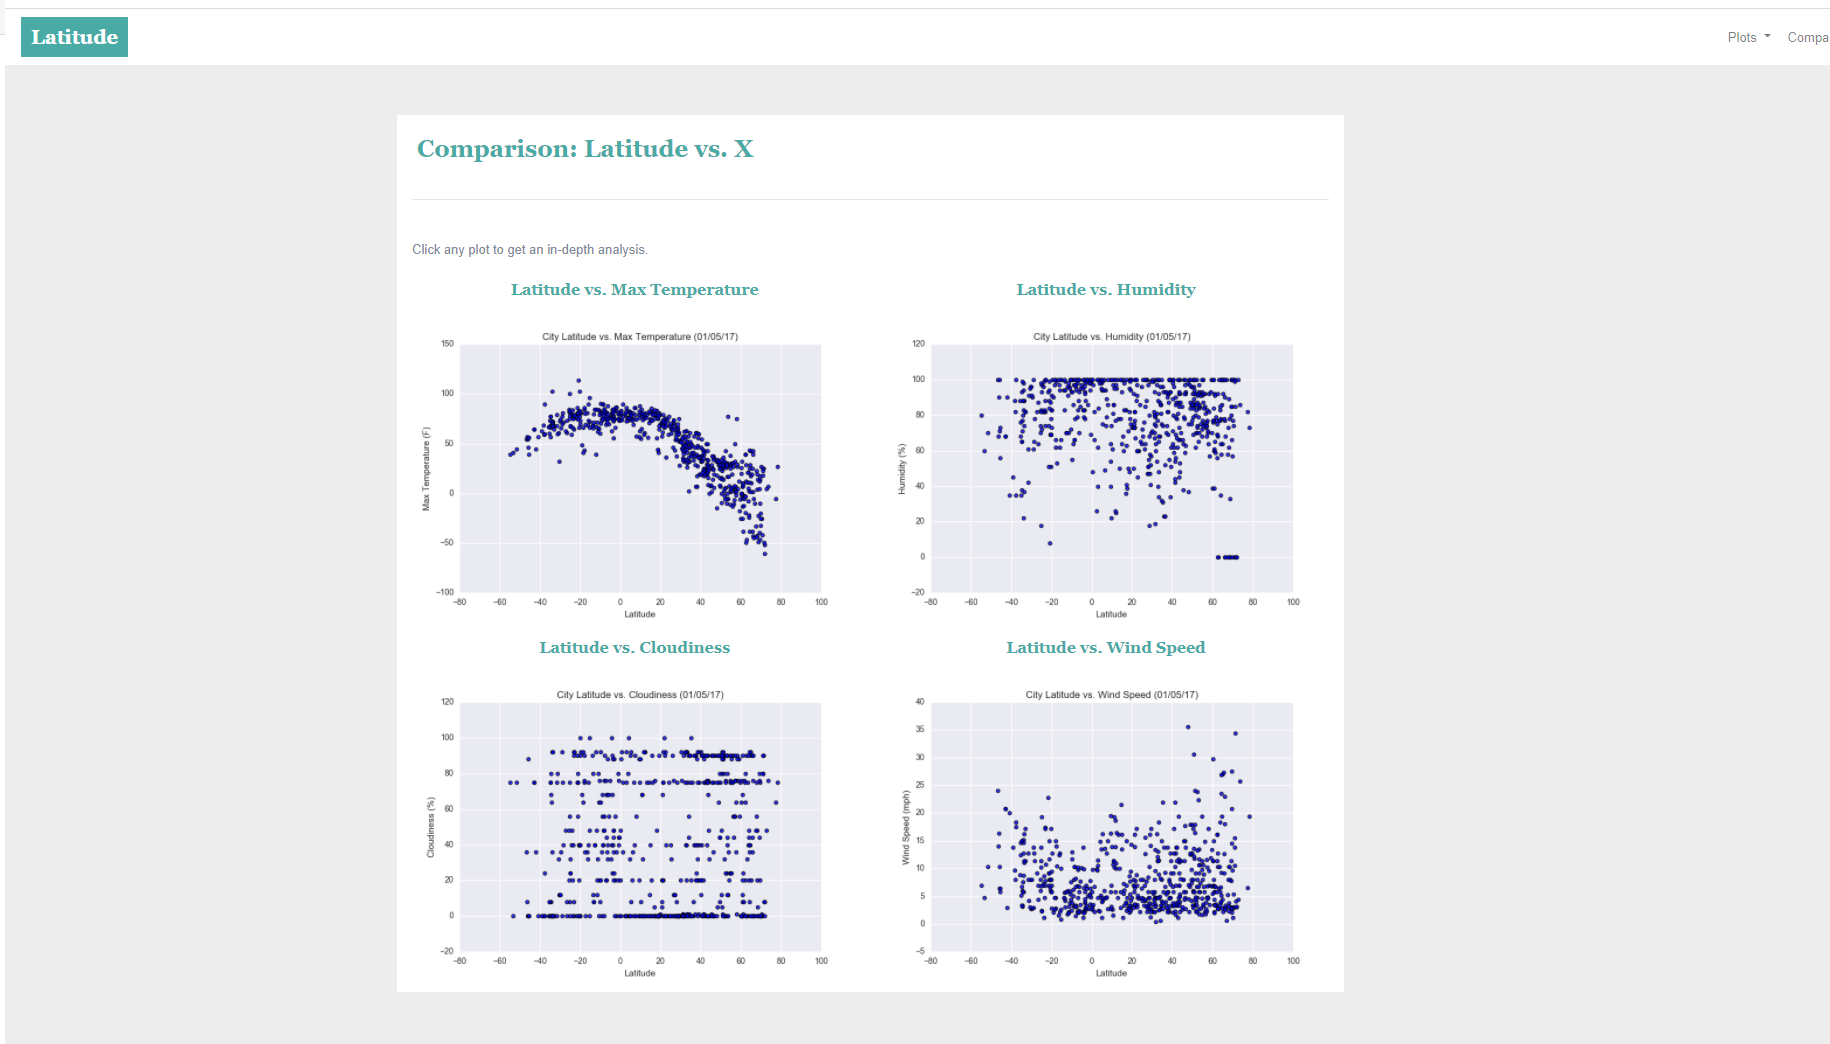 Latitude
Plots Compa
Comparison: Latitude vs. X
Click any plot to get an in-depth analysis.
Latitude vs. Max Temperature
Latitude vs. Humidity
City Latitude vs. Max Temperature (01/05/17)
150
100
50
0
−50
−100
Max Temperature (F)
−80 −60 −40 −20 0 20 40 60 80 100
Latitude
City Latitude vs. Humidity (01/05/17)
120
100
80
60
40
20
0
−20
Humidity (%)
−80 −60 −40 −20 0 20 40 60 80 100
Latitude
Latitude vs. Cloudiness
Latitude vs. Wind Speed
City Latitude vs. Cloudiness (01/05/17)
120
100
80
60
40
20
0
−20
Cloudiness (%)
−80 −60 −40 −20 0 20 40 60 80 100
Latitude
City Latitude vs. Wind Speed (01/05/17)
40
35
30
25
20
15
10
5
0
−5
Wind Speed (mph)
−80 −60 −40 −20 0 20 40 60 80 100
Latitude